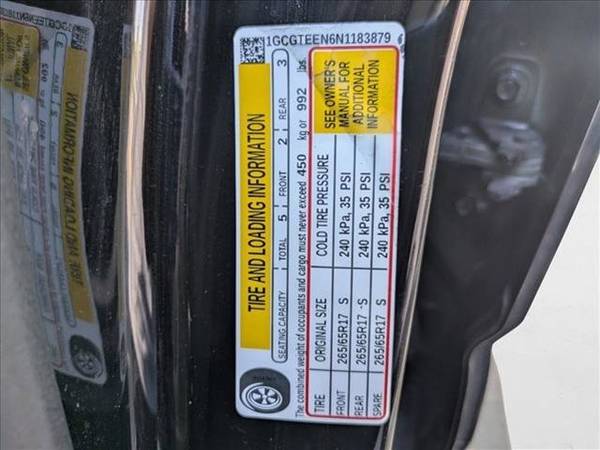 1GCGTEEN6N1183879
TIRE AND LOADING INFORMATION
SEATING CAPACITY TOTAL 5 FRONT 2 REAR 3
The combined weight of occupants and cargo must never exceed 450 kg or 992 lbs.
TIRE ORIGINAL SIZE COLD TIRE PRESSURE
FRONT 265/65R17 S 240 kPa, 35 PSI
REAR 265/65R17 S 240 kPa, 35 PSI
SPARE 265/65R17 S 240 kPa, 35 PSI
SEE OWNER'S
MANUAL FOR
ADDITIONAL
INFORMATION